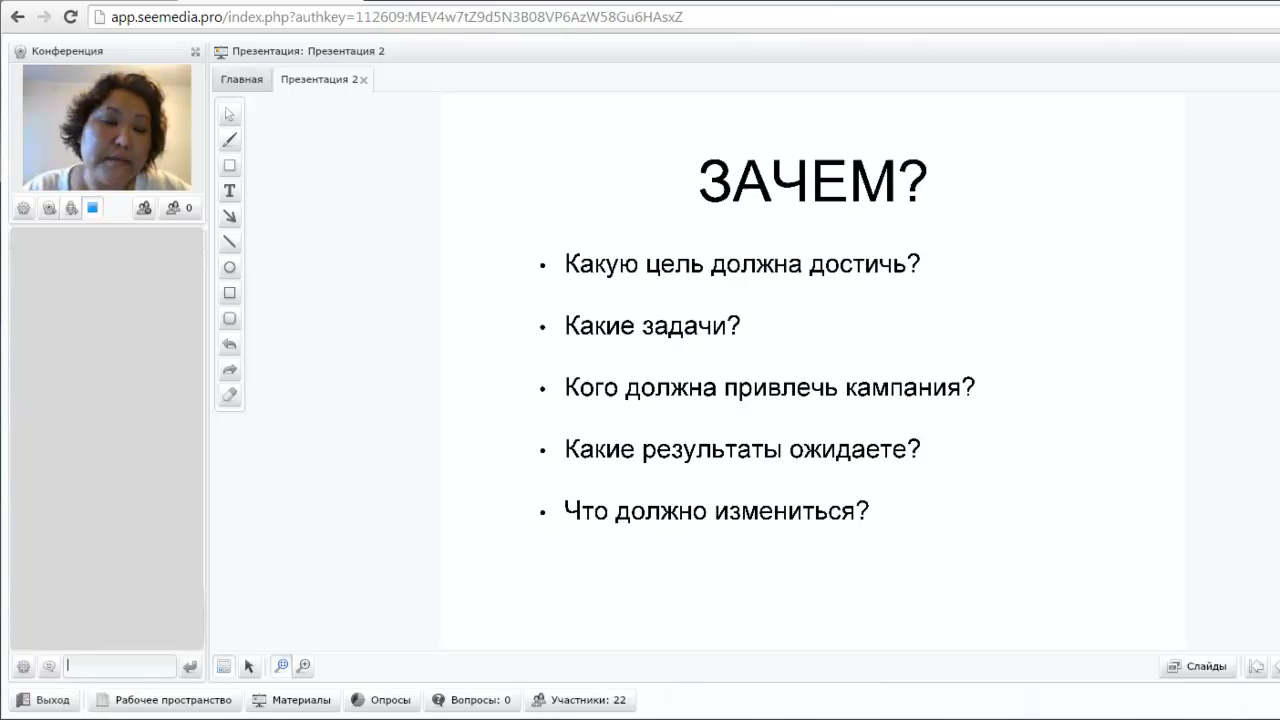 app.seemedia.pro/index.php?authkey=112609:MEV4w7tZ9d5N3B08VP6AzW58Gu6HAsxZ
Конференция
Презентация: Презентация 2
Главная
Презентация 2
ЗАЧЕМ?
• Какую цель должна достичь?
• Какие задачи?
• Кого должна привлечь кампания?
• Какие результаты ожидаете?
• Что должно измениться?
T
0
Слайды
Выход
Рабочее пространство
Материалы
Опросы
Вопросы: 0
Участники: 22